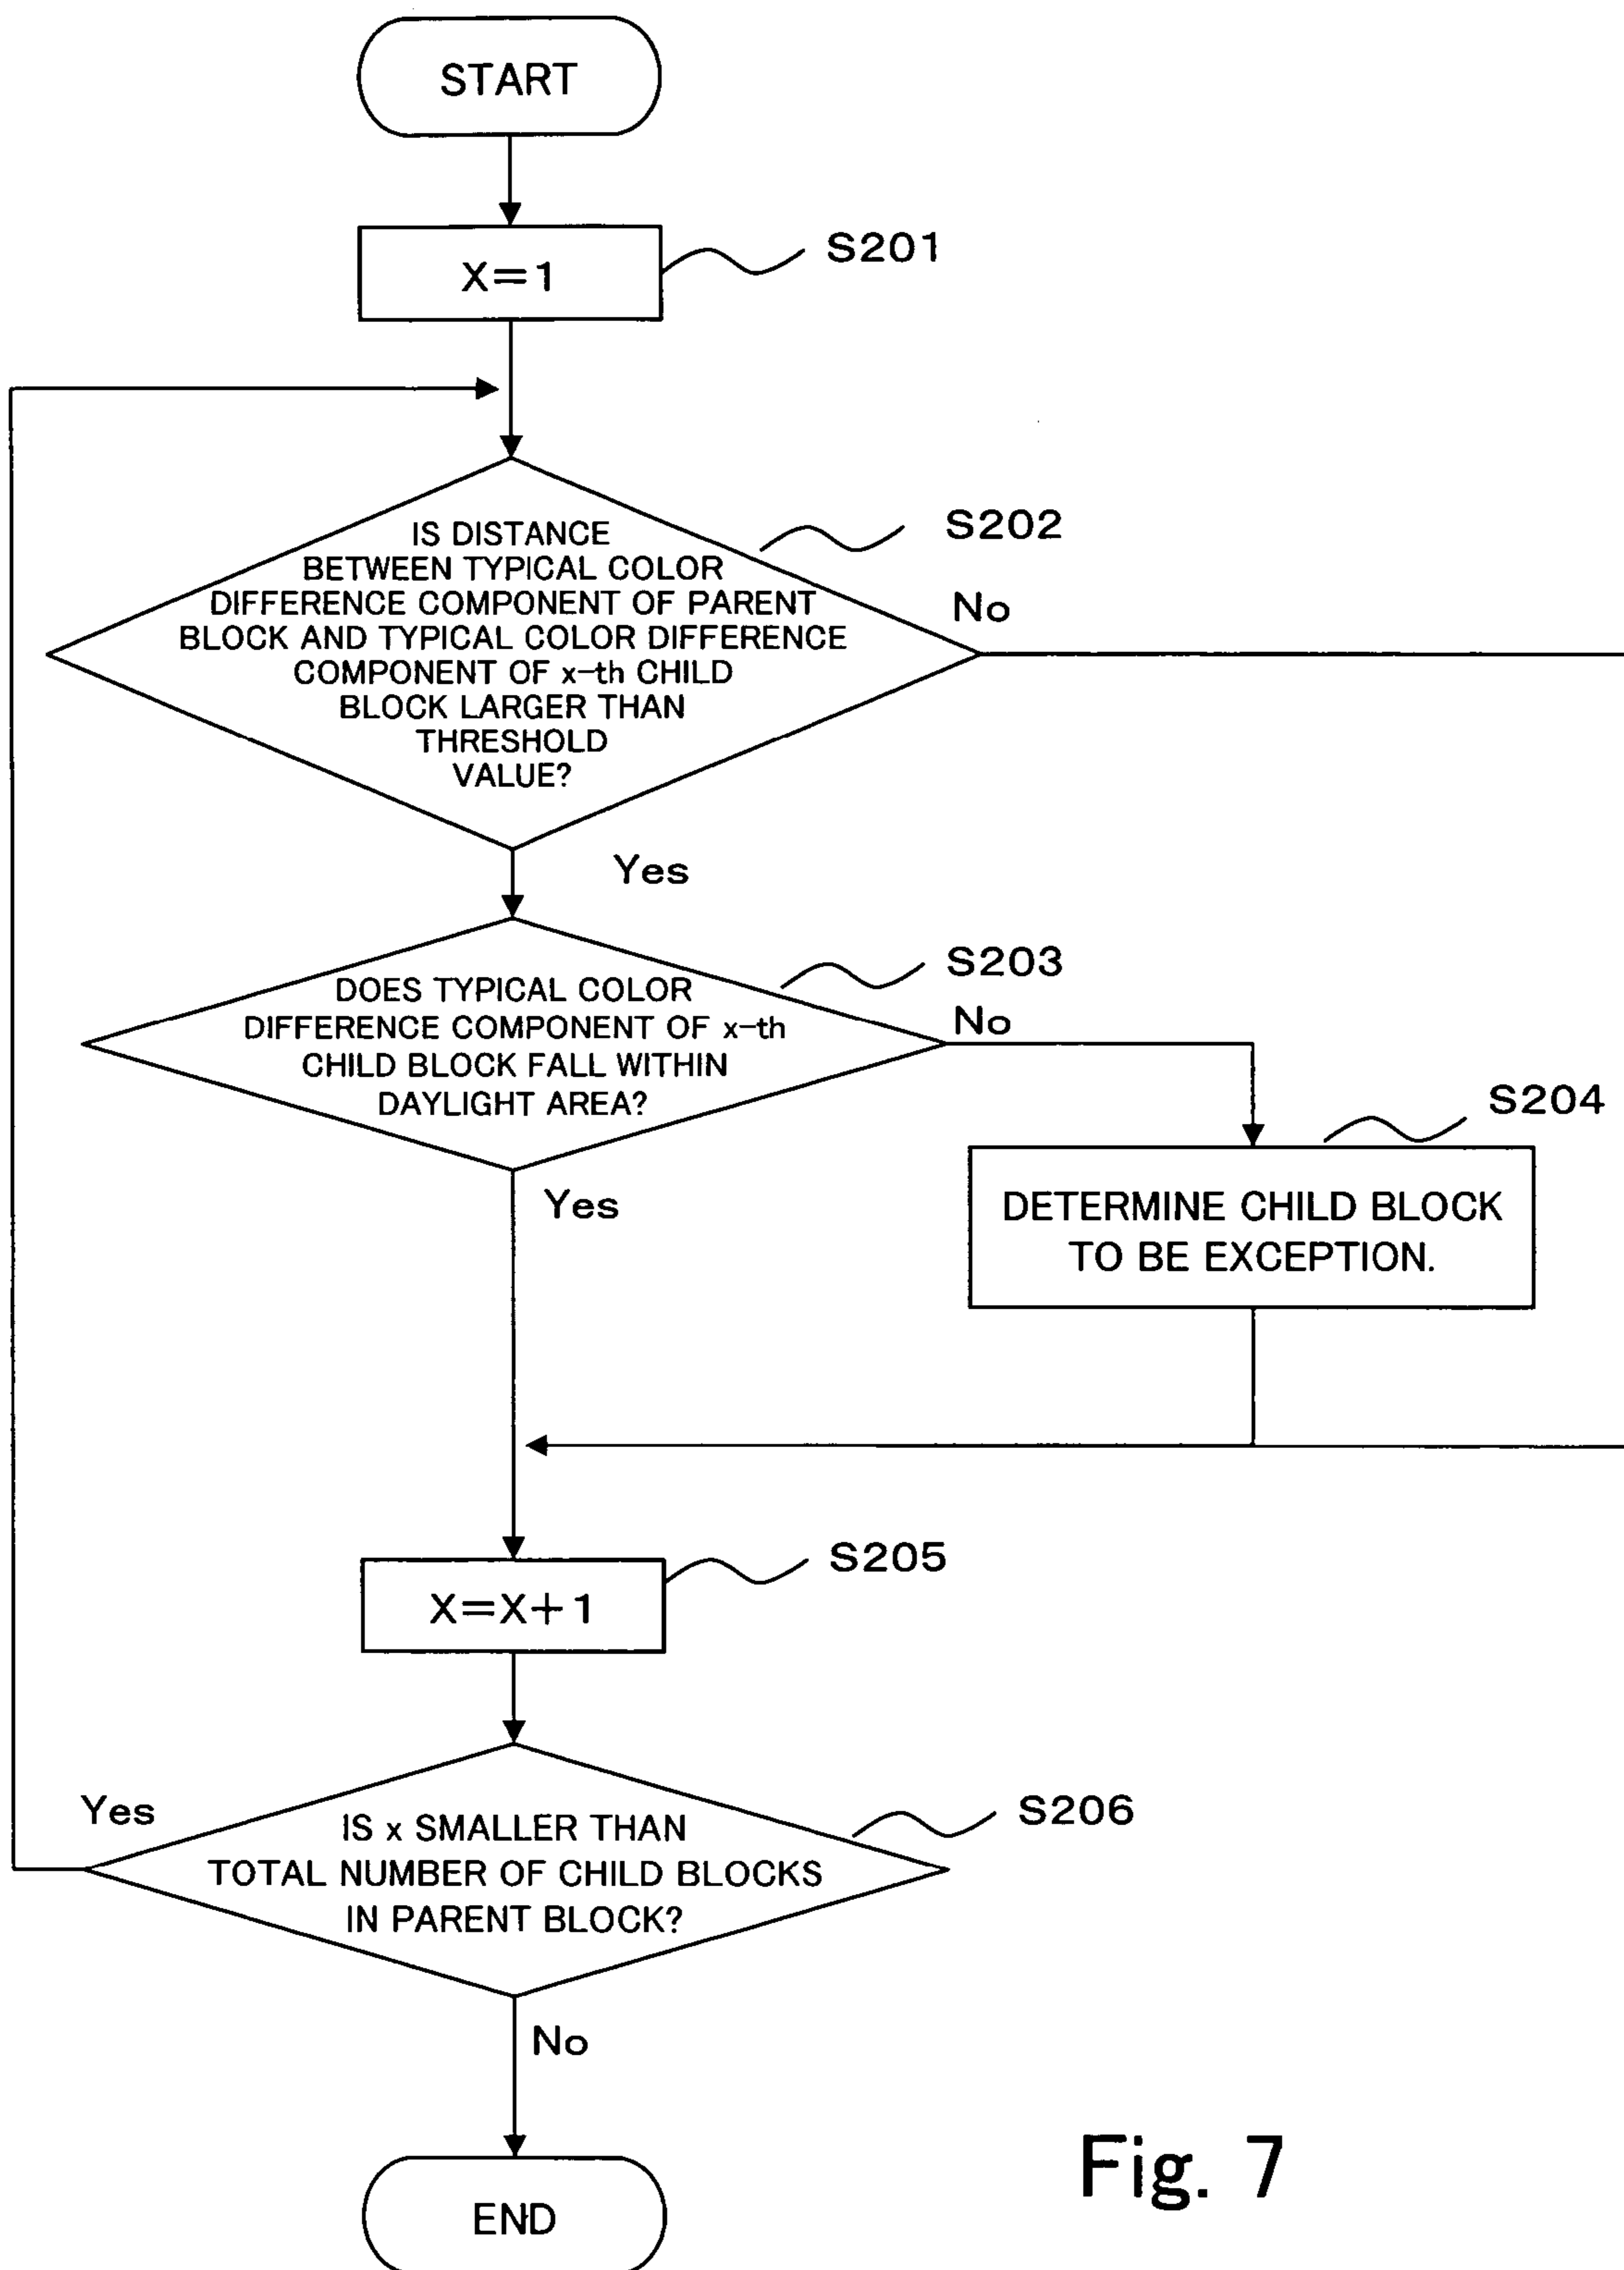 START
X=1
S201
IS DISTANCE
BETWEEN TYPICAL COLOR
DIFFERENCE COMPONENT OF PARENT
BLOCK AND TYPICAL COLOR DIFFERENCE
COMPONENT OF x-th CHILD
BLOCK LARGER THAN
THRESHOLD
VALUE?
S202
No
Yes
DOES TYPICAL COLOR
DIFFERENCE COMPONENT OF x-th
CHILD BLOCK FALL WITHIN
DAYLIGHT AREA?
S203
No
Yes
S204
DETERMINE CHILD BLOCK
TO BE EXCEPTION.
X=X+1
S205
Yes
IS x SMALLER THAN
TOTAL NUMBER OF CHILD BLOCKS
IN PARENT BLOCK?
S206
No
END
Fig. 7